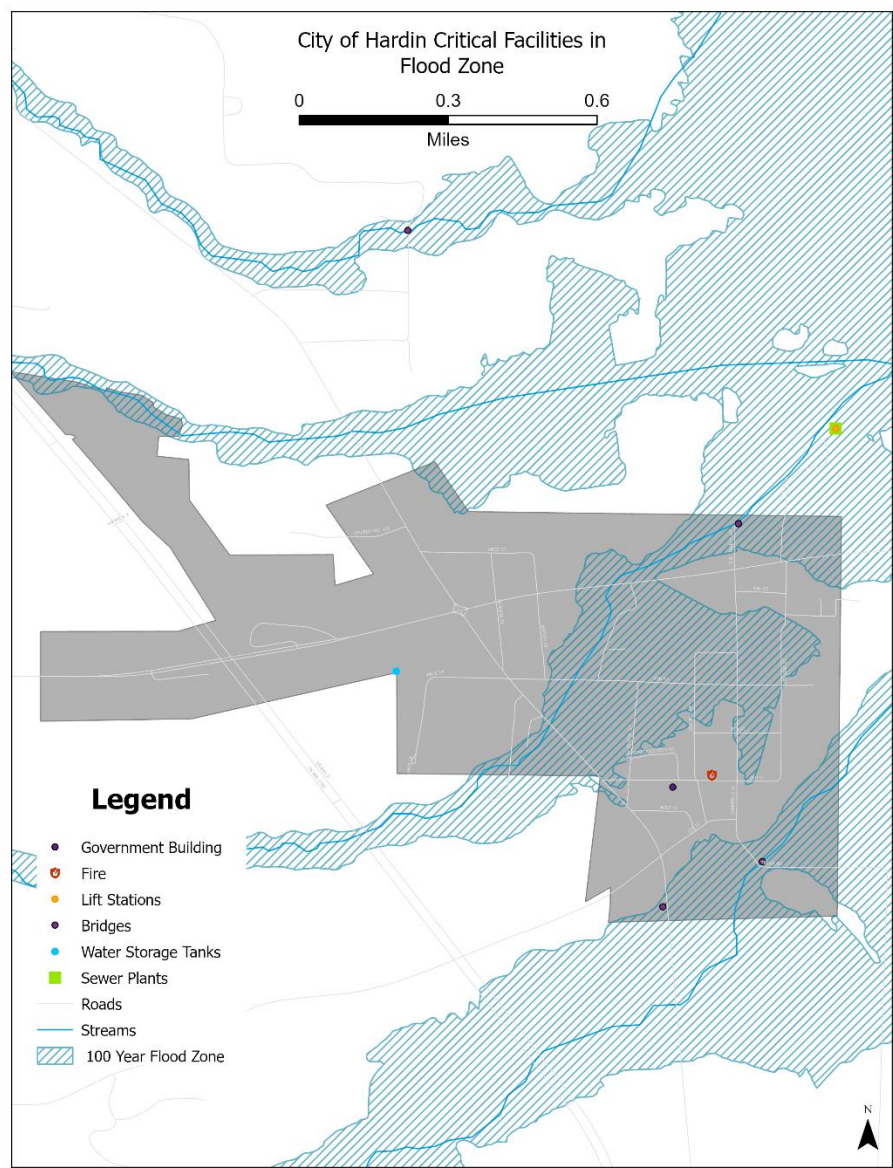 City of Hardin Critical Facilities in
Flood Zone
0 0.3 0.6
Miles
Legend
Government Building
Fire
Lift Stations
Bridges
Water Storage Tanks
Sewer Plants
Roads
Streams
100 Year Flood Zone
N